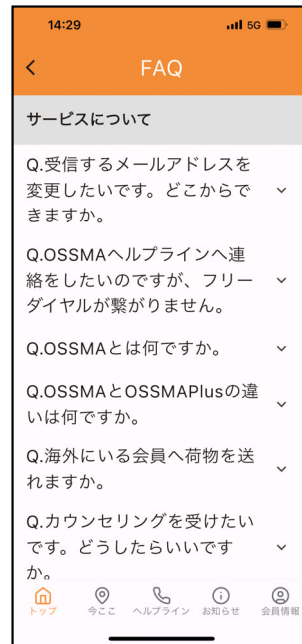 14:29
5G
FAQ
サービスについて
Q.受信するメールアドレスを
変更したいです。どこからで
きますか。
Q.OSSMAヘルプラインへ連
絡をしたいのですが、フリー
ダイヤルが繋がりません。
Q.OSSMAとは何ですか。
Q.OSSMAとOSSMAPlusの違
いは何ですか。
Q.海外にいる会員へ荷物を送
れますか。
Q.カウンセリングを受けたい
です。どうしたらいいです
か。
トップ
今ここ
ヘルプライン
お知らせ
会員情報